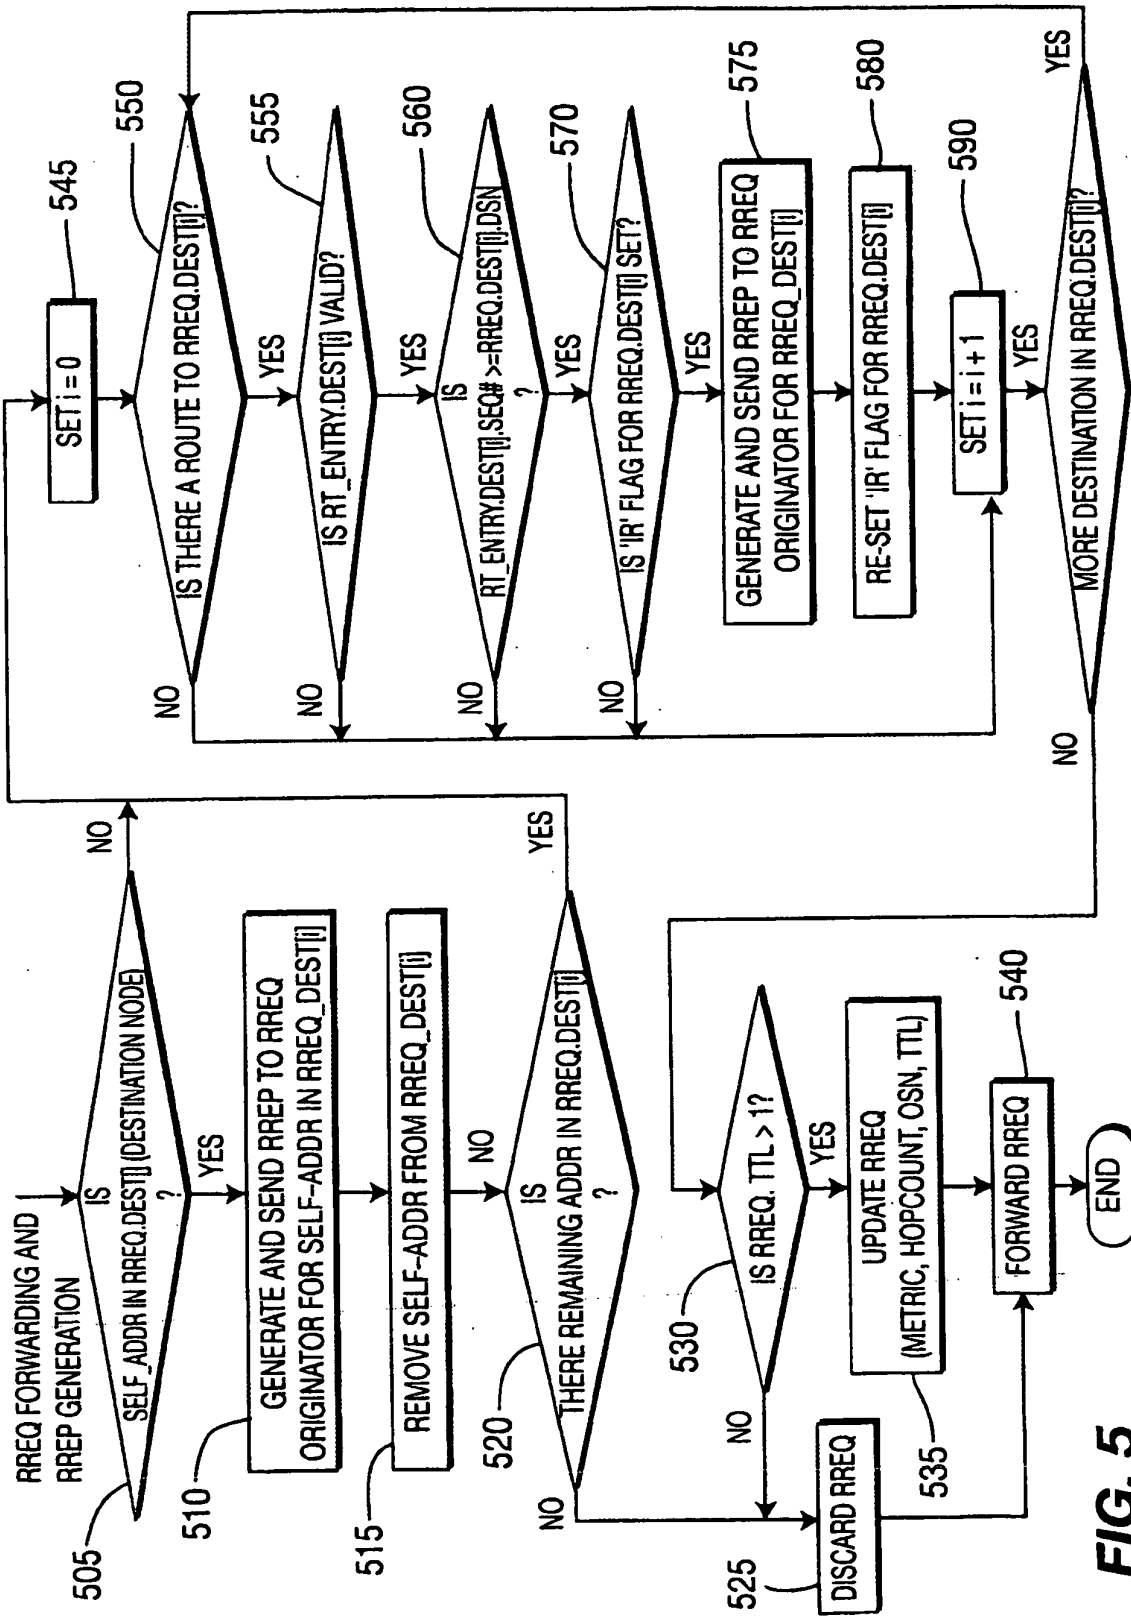 RREQ FORWARDING AND
RREP GENERATION
505
IS
SELF_ADDR IN RREQ.DEST[i] (DESTINATION NODE)
?
NO
YES
510
GENERATE AND SEND RREP TO RREQ
ORIGINATOR FOR SELF-ADDR IN RREQ_DEST[i]
515
REMOVE SELF-ADDR FROM RREQ_DEST[i]
NO
520
IS
THERE REMAINING ADDR IN RREQ.DEST[i]
?
YES
NO
525
DISCARD RREQ
530
IS RREQ. TTL > 1?
NO
YES
535
UPDATE RREQ
(METRIC, HOPCOUNT, OSN, TTL)
540
FORWARD RREQ
END
545
SET i = 0
550
IS THERE A ROUTE TO RREQ.DEST[i]?
NO
YES
555
IS RT_ENTRY.DEST[i] VALID?
NO
YES
560
IS
RT_ENTRY.DEST[i].SEQ# >=RREQ.DEST[i].DSN
?
NO
YES
570
IS 'IR' FLAG FOR RREQ.DEST[i] SET?
NO
YES
575
GENERATE AND SEND RREP TO RREQ
ORIGINATOR FOR RREQ_DEST[i]
580
RE-SET 'IR' FLAG FOR RREQ.DEST[i]
590
SET i = i + 1
YES
MORE DESTINATION IN RREQ.DEST[i]?
NO
YES
FIG. 5